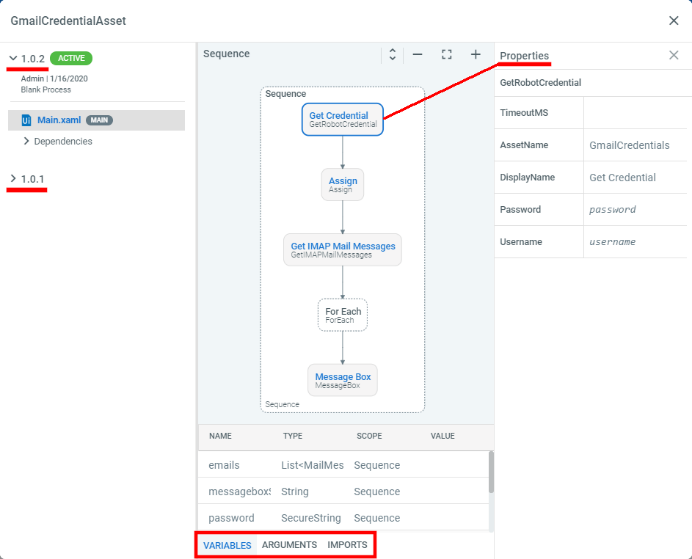 GmailCredentialAsset
1.0.2 ACTIVE
Admin | 1/16/2020
Blank Process
Main.xaml MAIN
Dependencies
1.0.1
Sequence
Sequence
Get Credential
GetRobotCredential
Assign
Assign
Get IMAP Mail Messages
GetIMAPMailMessages
For Each
ForEach
Message Box
MessageBox
Sequence
NAME TYPE SCOPE VALUE
emails List<MailMes Sequence
messageboxS String Sequence
password SecureString Sequence
VARIABLES ARGUMENTS IMPORTS
Properties
GetRobotCredential
TimeoutMS
AssetName GmailCredentials
DisplayName Get Credential
Password password
Username username